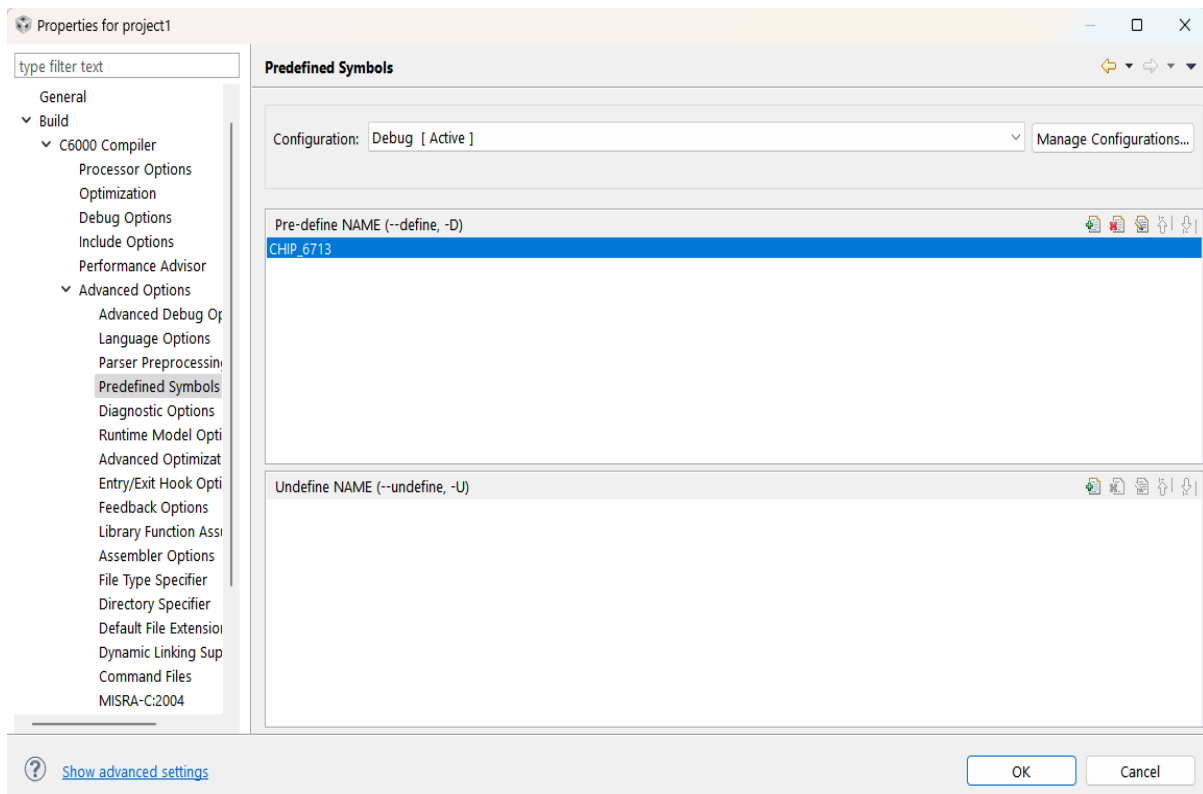 Properties for project1
type filter text
General
Build
C6000 Compiler
Processor Options
Optimization
Debug Options
Include Options
Performance Advisor
Advanced Options
Advanced Debug Op
Language Options
Parser Preprocessing
Predefined Symbols
Diagnostic Options
Runtime Model Opti
Advanced Optimizat
Entry/Exit Hook Opti
Feedback Options
Library Function Assu
Assembler Options
File Type Specifier
Directory Specifier
Default File Extension
Dynamic Linking Sup
Command Files
MISRA-C:2004
Predefined Symbols
Configuration: Debug [ Active ] Manage Configurations...
Pre-define NAME (--define, -D)
CHIP_6713
Undefine NAME (--undefine, -U)
Show advanced settings
OK Cancel